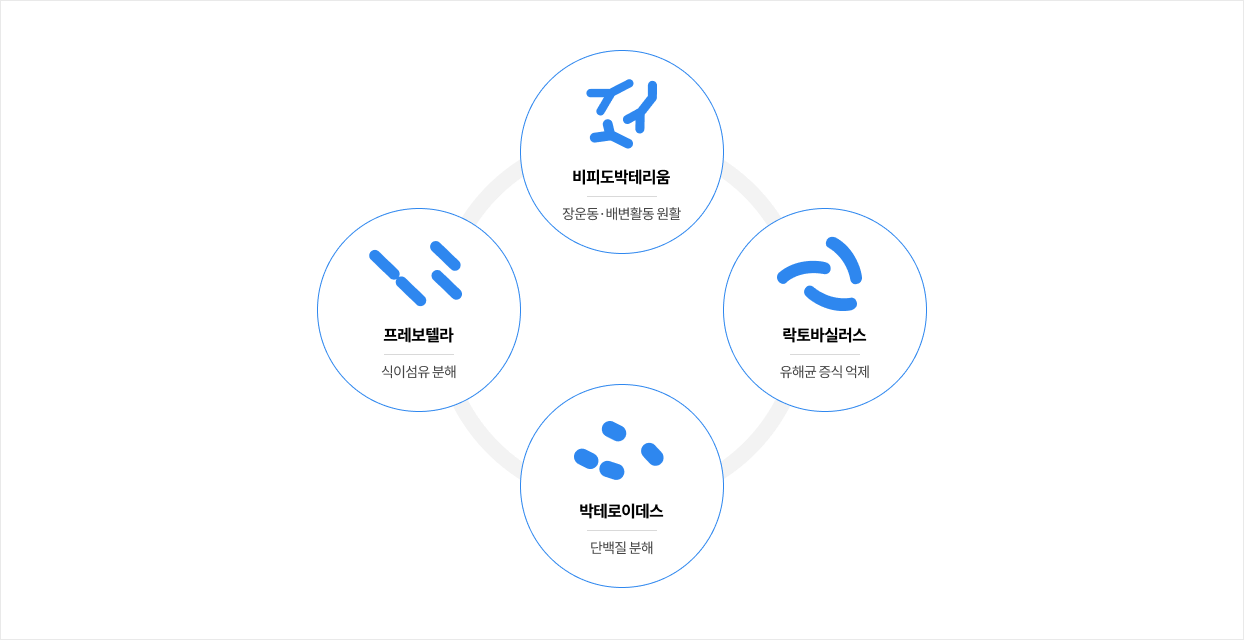 비피도박테리움
장운동·배변활동 원활
프레보텔라
식이섬유 분해
락토바실러스
유해균 증식 억제
박테로이데스
단백질 분해